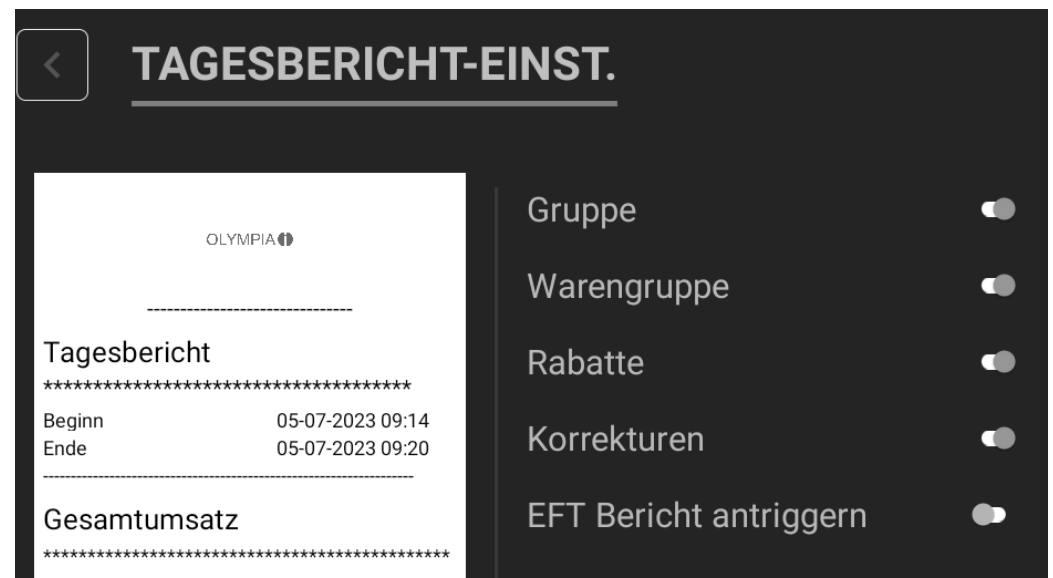 TAGESBERICHT-EINST.
OLYMPIA
------------------------------
Tagesbericht
*************************************
Beginn 05-07-2023 09:14
Ende 05-07-2023 09:20
--------------------------------------------------------------------
Gesamtumsatz
*********************************************
Gruppe
Warengruppe
Rabatte
Korrekturen
EFT Bericht antriggern